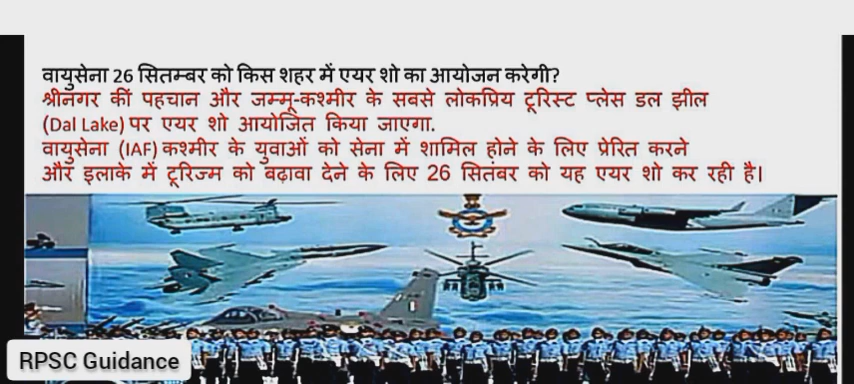 वायुसेना 26 सितम्बर को किस शहर में एयर शो का आयोजन करेगी?
श्रीनगर कीं पहचान और जम्मू-कश्मीर के सबसे लोकप्रिय टूरिस्ट प्लेस डल झील
(Dal Lake) पर एयर शो आयोजित किया जाएगा.
वायुसेना (IAF) कश्मीर के युवाओं को सेना में शामिल होने के लिए प्रेरित करने
और इलाके में टूरिज्म को बढ़ावा देने के लिए 26 सितंबर को यह एयर शो कर रही है।
RPSC Guidance